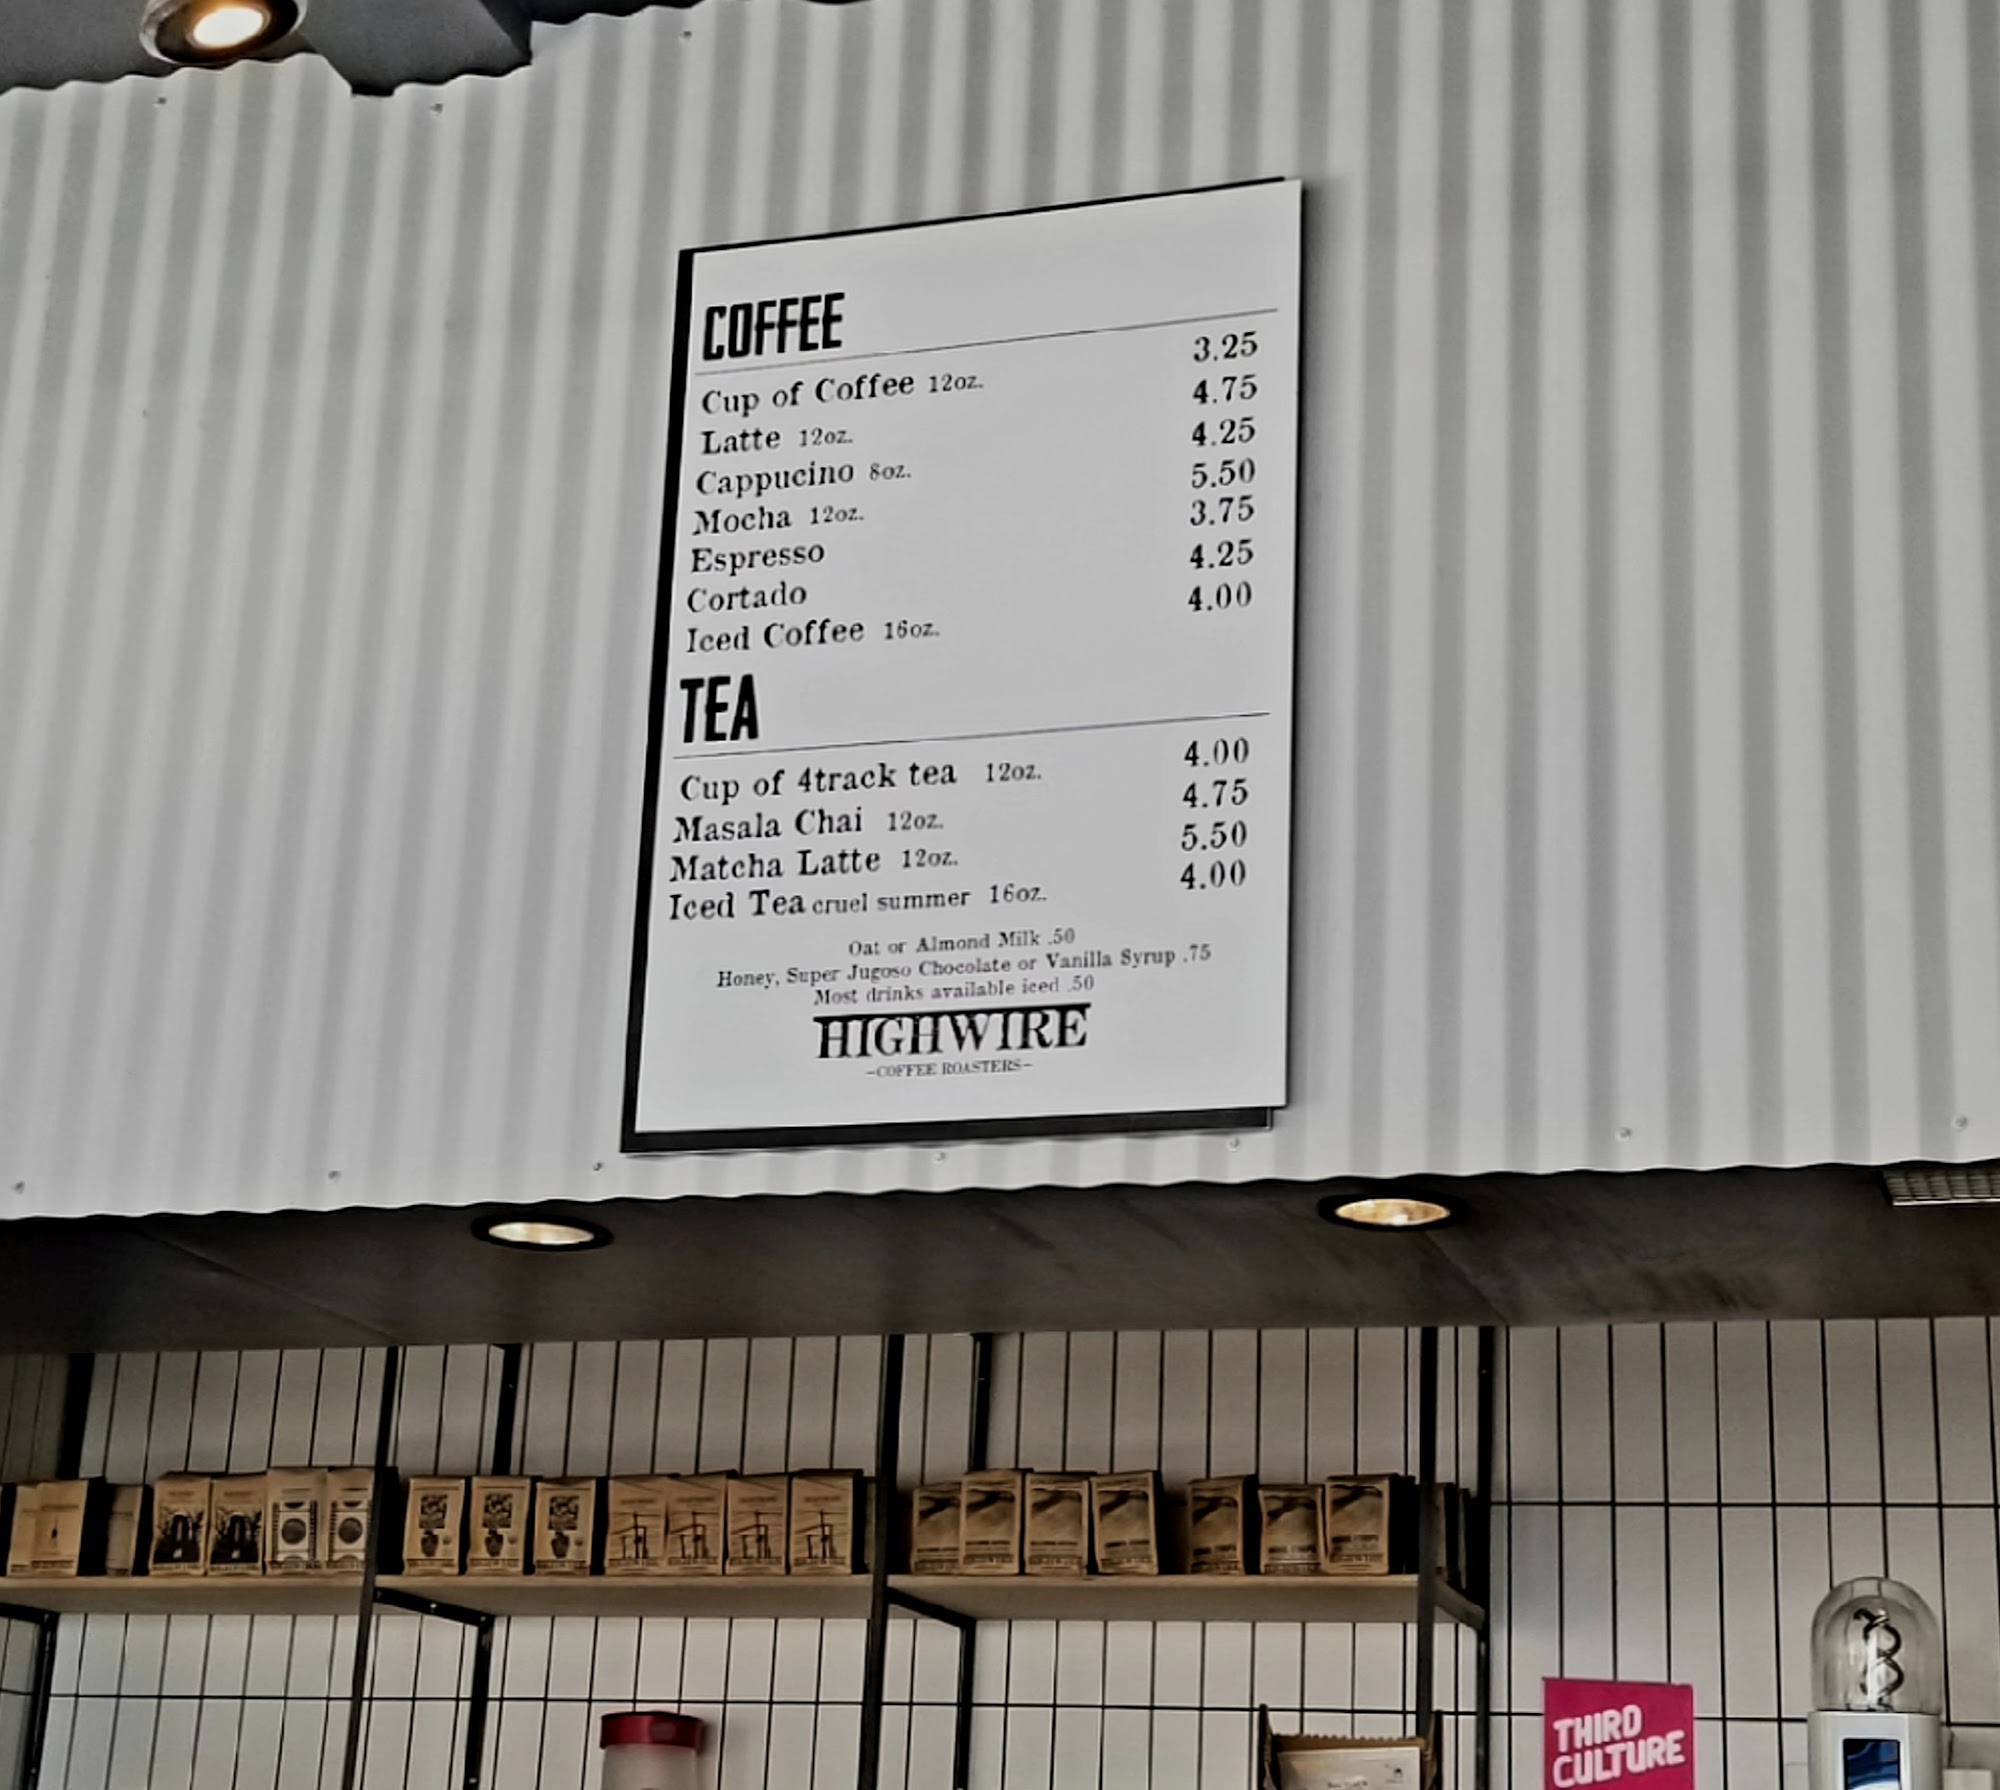 COFFEE
Cup of Coffee 12oz. 3.25
Latte 12oz. 4.75
Cappucino 8oz. 4.25
Mocha 12oz. 5.50
Espresso 3.75
Cortado 4.25
Iced Coffee 16oz. 4.00
TEA
Cup of 4track tea 12oz. 4.00
Masala Chai 12oz. 4.75
Matcha Latte 12oz. 5.50
Iced Tea cruel summer 16oz. 4.00
Oat or Almond Milk .50
Honey, Super Jugoso Chocolate or Vanilla Syrup .75
Most drinks available iced .50
HIGHWIRE
-COFFEE ROASTERS-
THIRD
CULTURE